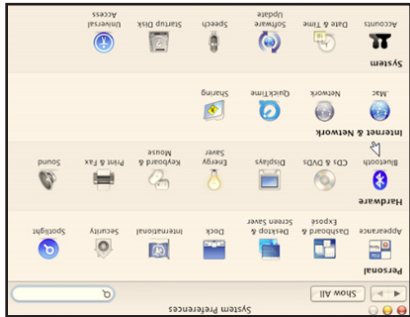 System Preferences
Show All
Personal
Appearance
Dashboard &
Exposé
Desktop &
Screen Saver
Dock
International
Security
Spotlight
Hardware
Bluetooth
CDs & DVDs
Displays
Energy
Saver
Keyboard &
Mouse
Print & Fax
Sound
Internet & Network
.Mac
Network
QuickTime
Sharing
System
Accounts
Date & Time
Software
Update
Speech
Startup Disk
Universal
Access